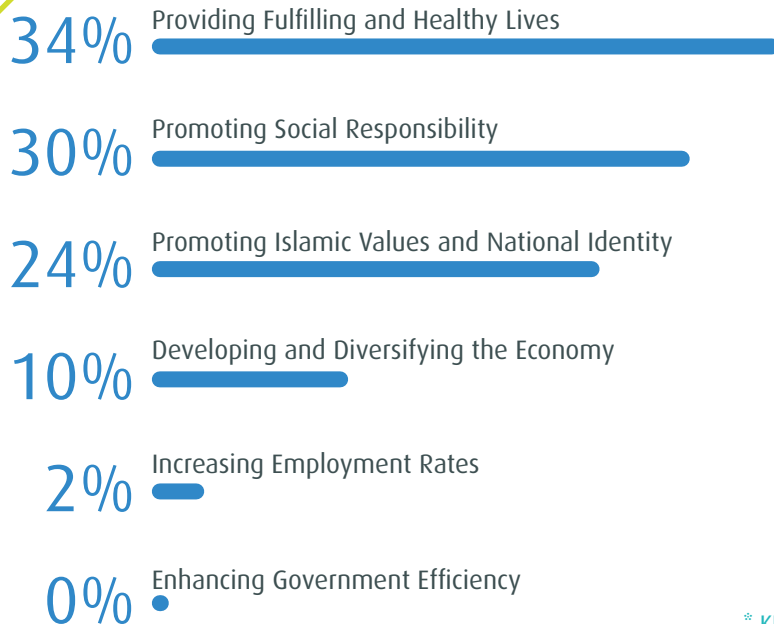 34%
Providing Fulfilling and Healthy Lives
30%
Promoting Social Responsibility
24%
Promoting Islamic Values and National Identity
10%
Developing and Diversifying the Economy
2%
Increasing Employment Rates
0%
Enhancing Government Efficiency
*